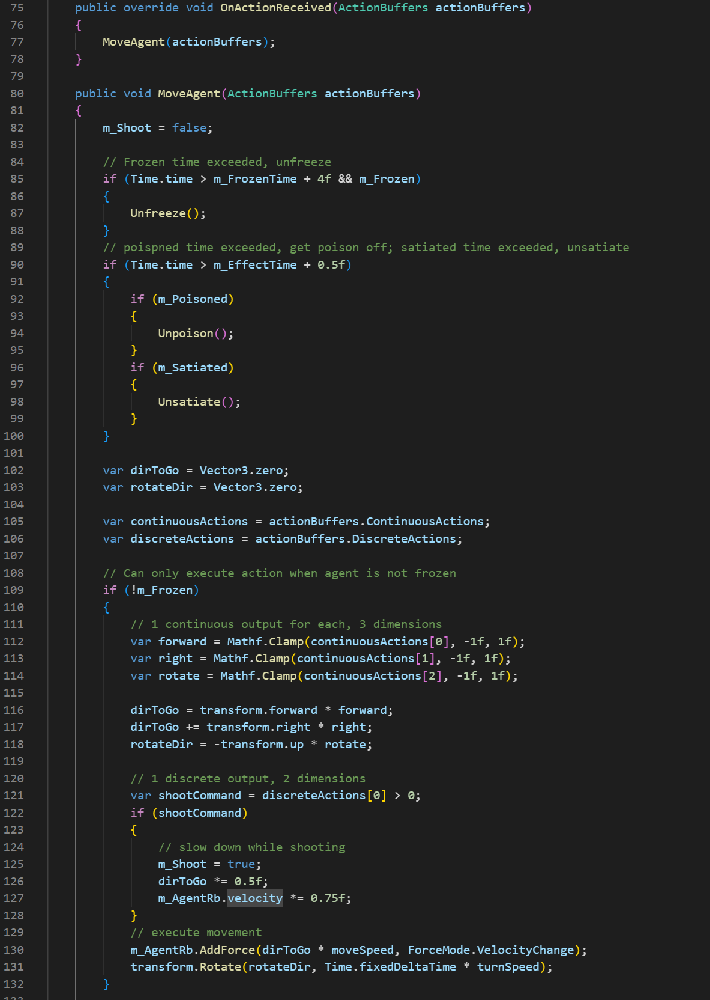 75 public override void OnActionReceived(ActionBuffers actionBuffers)
76 {
77 MoveAgent(actionBuffers);
78 }
79
80 public void MoveAgent(ActionBuffers actionBuffers)
81 {
82 m_Shoot = false;
83
84 // Frozen time exceeded, unfreeze
85 if (Time.time > m_FrozenTime + 4f && m_Frozen)
86 {
87 Unfreeze();
88 }
89 // poispned time exceeded, get poison off; satiated time exceeded, unsatiate
90 if (Time.time > m_EffectTime + 0.5f)
91 {
92 if (m_Poisoned)
93 {
94 Unpoison();
95 }
96 if (m_Satiated)
97 {
98 Unsatiate();
99 }
100 }
101
102 var dirToGo = Vector3.zero;
103 var rotateDir = Vector3.zero;
104
105 var continuousActions = actionBuffers.ContinuousActions;
106 var discreteActions = actionBuffers.DiscreteActions;
107
108 // Can only execute action when agent is not frozen
109 if (!m_Frozen)
110 {
111 // 1 continuous output for each, 3 dimensions
112 var forward = Mathf.Clamp(continuousActions[0], -1f, 1f);
113 var right = Mathf.Clamp(continuousActions[1], -1f, 1f);
114 var rotate = Mathf.Clamp(continuousActions[2], -1f, 1f);
115
116 dirToGo = transform.forward * forward;
117 dirToGo += transform.right * right;
118 rotateDir = -transform.up * rotate;
119
120 // 1 discrete output, 2 dimensions
121 var shootCommand = discreteActions[0] > 0;
122 if (shootCommand)
123 {
124 // slow down while shooting
125 m_Shoot = true;
126 dirToGo *= 0.5f;
127 m_AgentRb.velocity *= 0.75f;
128 }
129 // execute movement
130 m_AgentRb.AddForce(dirToGo * moveSpeed, ForceMode.VelocityChange);
131 transform.Rotate(rotateDir, Time.fixedDeltaTime * turnSpeed);
132 }